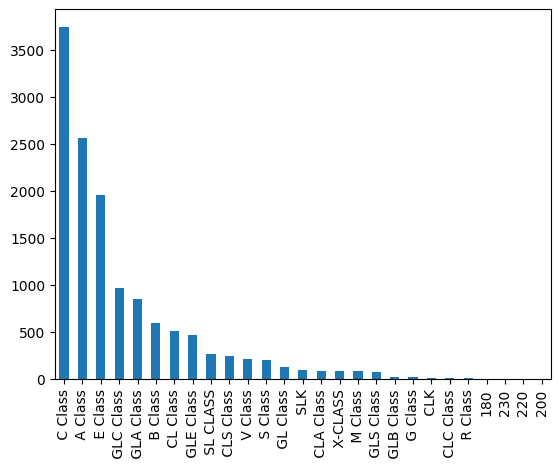 3500
3000
2500
2000
1500
1000
500
0
C Class
A Class
E Class
GLC Class
GLA Class
B Class
CL Class
GLE Class
SL CLASS
CLS Class
V Class
S Class
GL Class
SLK
CLA Class
X-CLASS
M Class
GLS Class
GLB Class
G Class
CLK
CLC Class
R Class
180
230
220
200